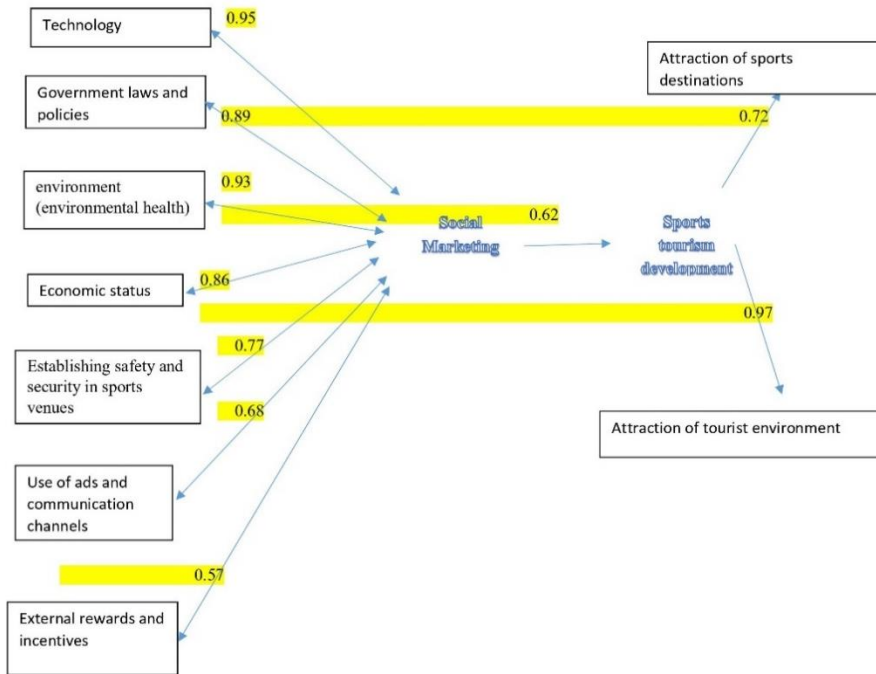 Technology
0.95
Attraction of sports
destinations
Government laws and
policies
0.89
0.72
environment
(environmental health)
0.93
0.62
Social
Marketing
Sports
tourism
development
Economic status
0.86
0.97
Establishing safety and
security in sports
venues
0.77
0.68
Attraction of tourist environment
Use of ads and
communication
channels
0.57
External rewards and
incentives